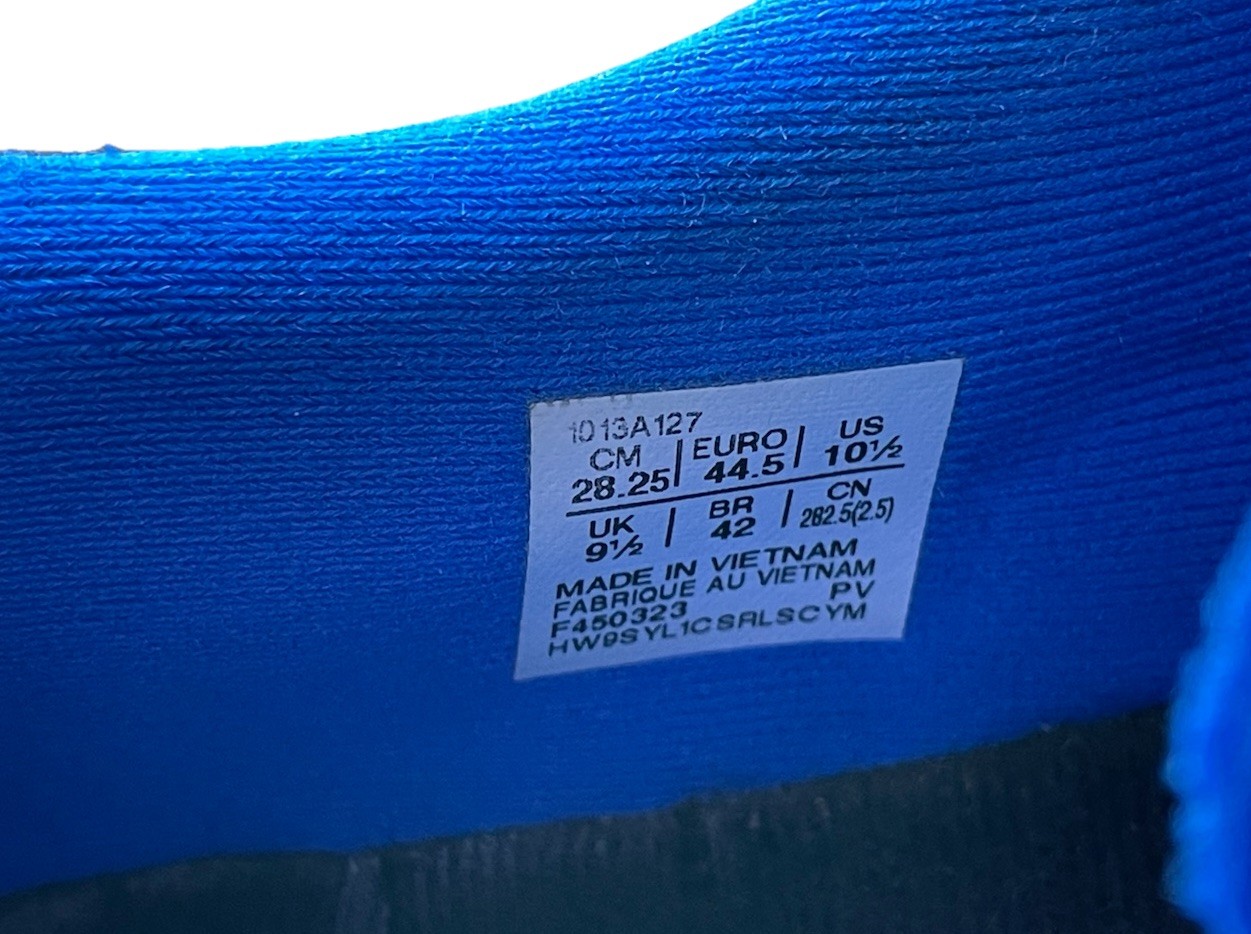 1013A127
CM | EURO | US
28.25 | 44.5 | 10½
UK | BR | CN
9½ | 42 | 282.5(2.5)
MADE IN VIETNAM
FABRIQUE AU VIETNAM
F450323 PV
HW9SYL1CSRLSCYM